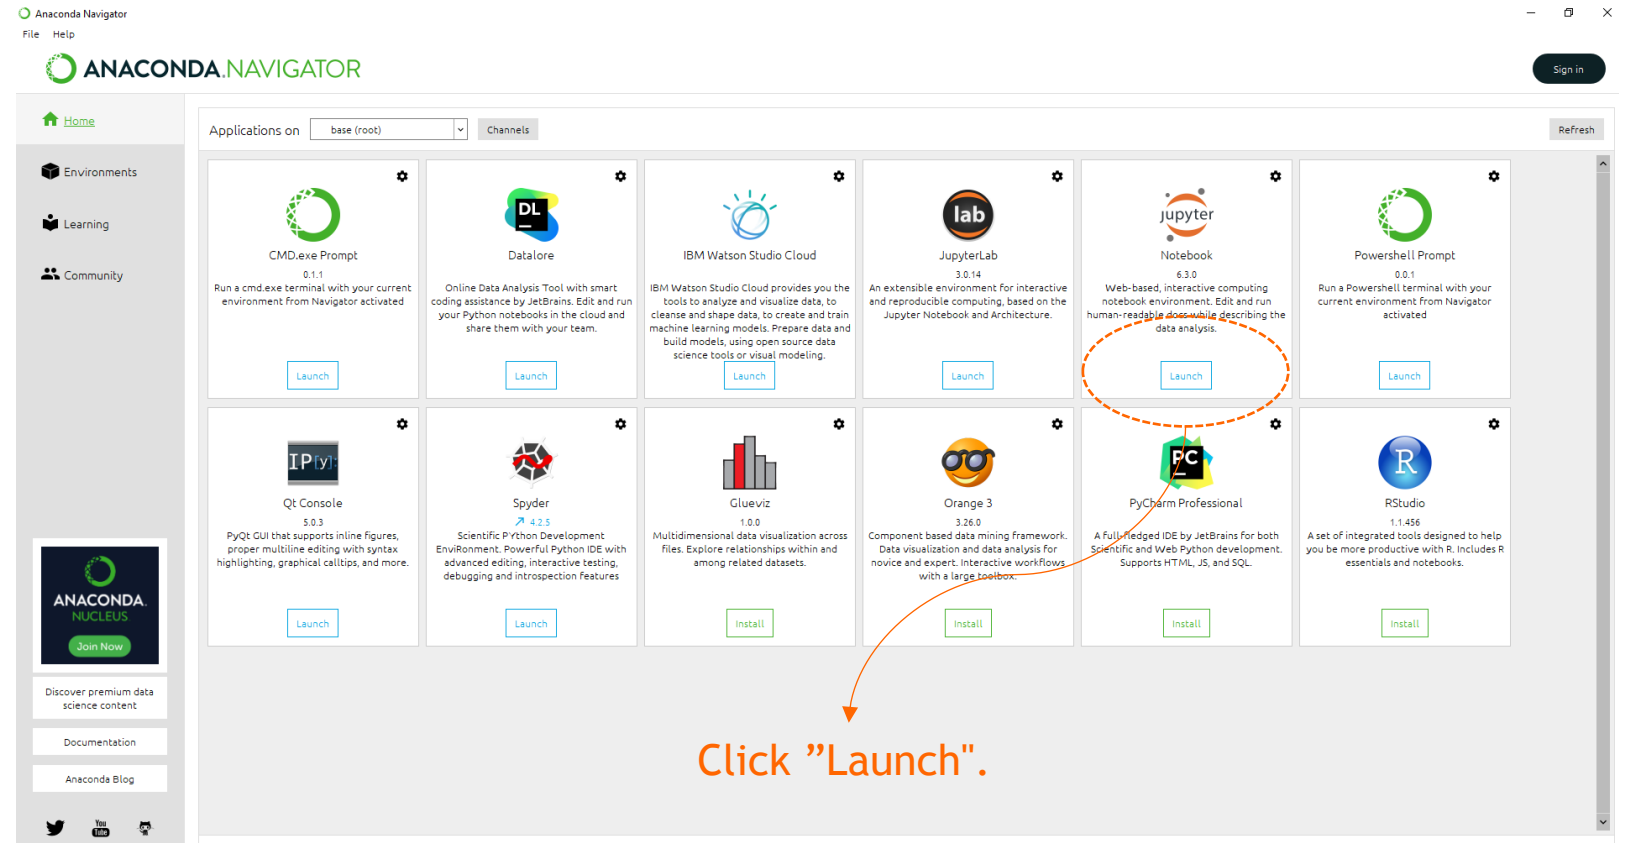 Anaconda Navigator
File Help
ANACONDA.NAVIGATOR
Sign in
Home
Environments
Learning
Community
ANACONDA.
NUCLEUS
Join Now
Discover premium data
science content
Documentation
Anaconda Blog
You
Tube
Applications on base (root) Channels
Refresh
CMD.exe Prompt
0.1.1
Run a cmd.exe terminal with your current
environment from Navigator activated
Launch
DL
Datalore
Online Data Analysis Tool with smart
coding assistance by JetBrains. Edit and run
your Python notebooks in the cloud and
share them with your team.
Launch
IBM Watson Studio Cloud
IBM Watson Studio Cloud provides you the
tools to analyze and visualize data, to
cleanse and shape data, to create and train
machine learning models. Prepare data and
build models, using open source data
science tools or visual modeling.
Launch
lab
JupyterLab
3.0.14
An extensible environment for interactive
and reproducible computing, based on the
Jupyter Notebook and Architecture.
Launch
jupyter
Notebook
6.3.0
Web-based, interactive computing
notebook environment. Edit and run
human-readable docs while describing the
data analysis.
Launch
Powershell Prompt
0.0.1
Run a Powershell terminal with your
current environment from Navigator
activated
Launch
IP[y]:
Qt Console
5.0.3
PyQt GUI that supports inline figures,
proper multiline editing with syntax
highlighting, graphical calltips, and more.
Launch
Spyder
4.2.5
Scientific PYthon Development
EnviRonment. Powerful Python IDE with
advanced editing, interactive testing,
debugging and introspection features
Launch
Glueviz
1.0.0
Multidimensional data visualization across
files. Explore relationships within and
among related datasets.
Install
Orange 3
3.26.0
Component based data mining framework.
Data visualization and data analysis for
novice and expert. Interactive workflows
with a large toolbox.
Install
PC
PyCharm Professional
A full-fledged IDE by JetBrains for both
Scientific and Web Python development.
Supports HTML, JS, and SQL.
Install
R
RStudio
1.1.456
A set of integrated tools designed to help
you be more productive with R. Includes R
essentials and notebooks.
Install
Click ”Launch".